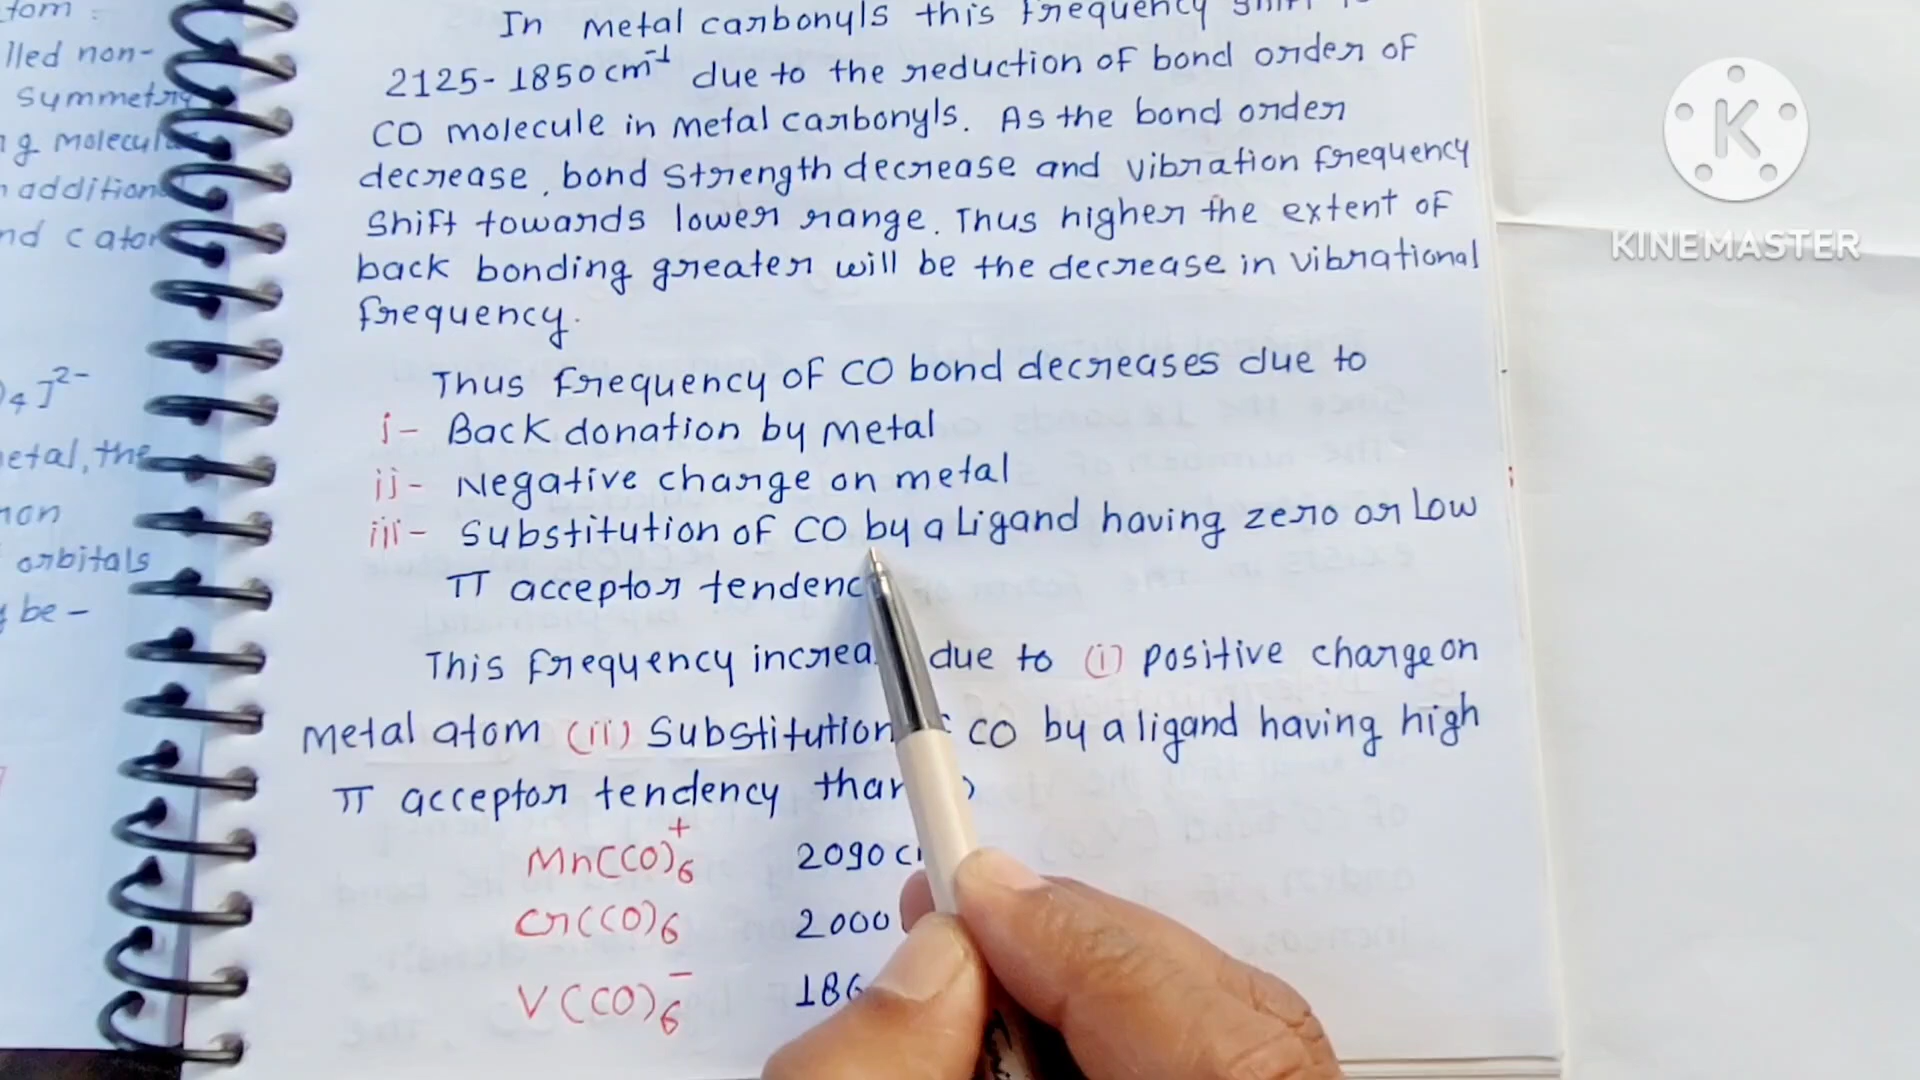 tom
lled non-
symmetry
g molecul
addition
nd cator
4]2-
etal, the
non
orbitals
be -
In metal carbonyls this frequency shift
2125-1850 cm-1 due to the reduction of bond order of
CO molecule in metal carbonyls. As the bond order
decrease, bond strength decrease and vibration frequency
shift towards lower range. Thus higher the extent of
back bonding greater will be the decrease in vibrational
frequency.
Thus frequency of CO bond decreases due to
i- Back donation by metal
ii- Negative charge on metal
iii- Substitution of CO by a Ligand having zero or low
π acceptor tendenc
This frequency increa due to (i) positive charge on
metal atom (ii) Substitution CO by a ligand having high
π acceptor tendency than
Mn(CO)6+ 2090 c
Cr(CO)6 2000
V(CO)6- 186
K
KINEMASTER